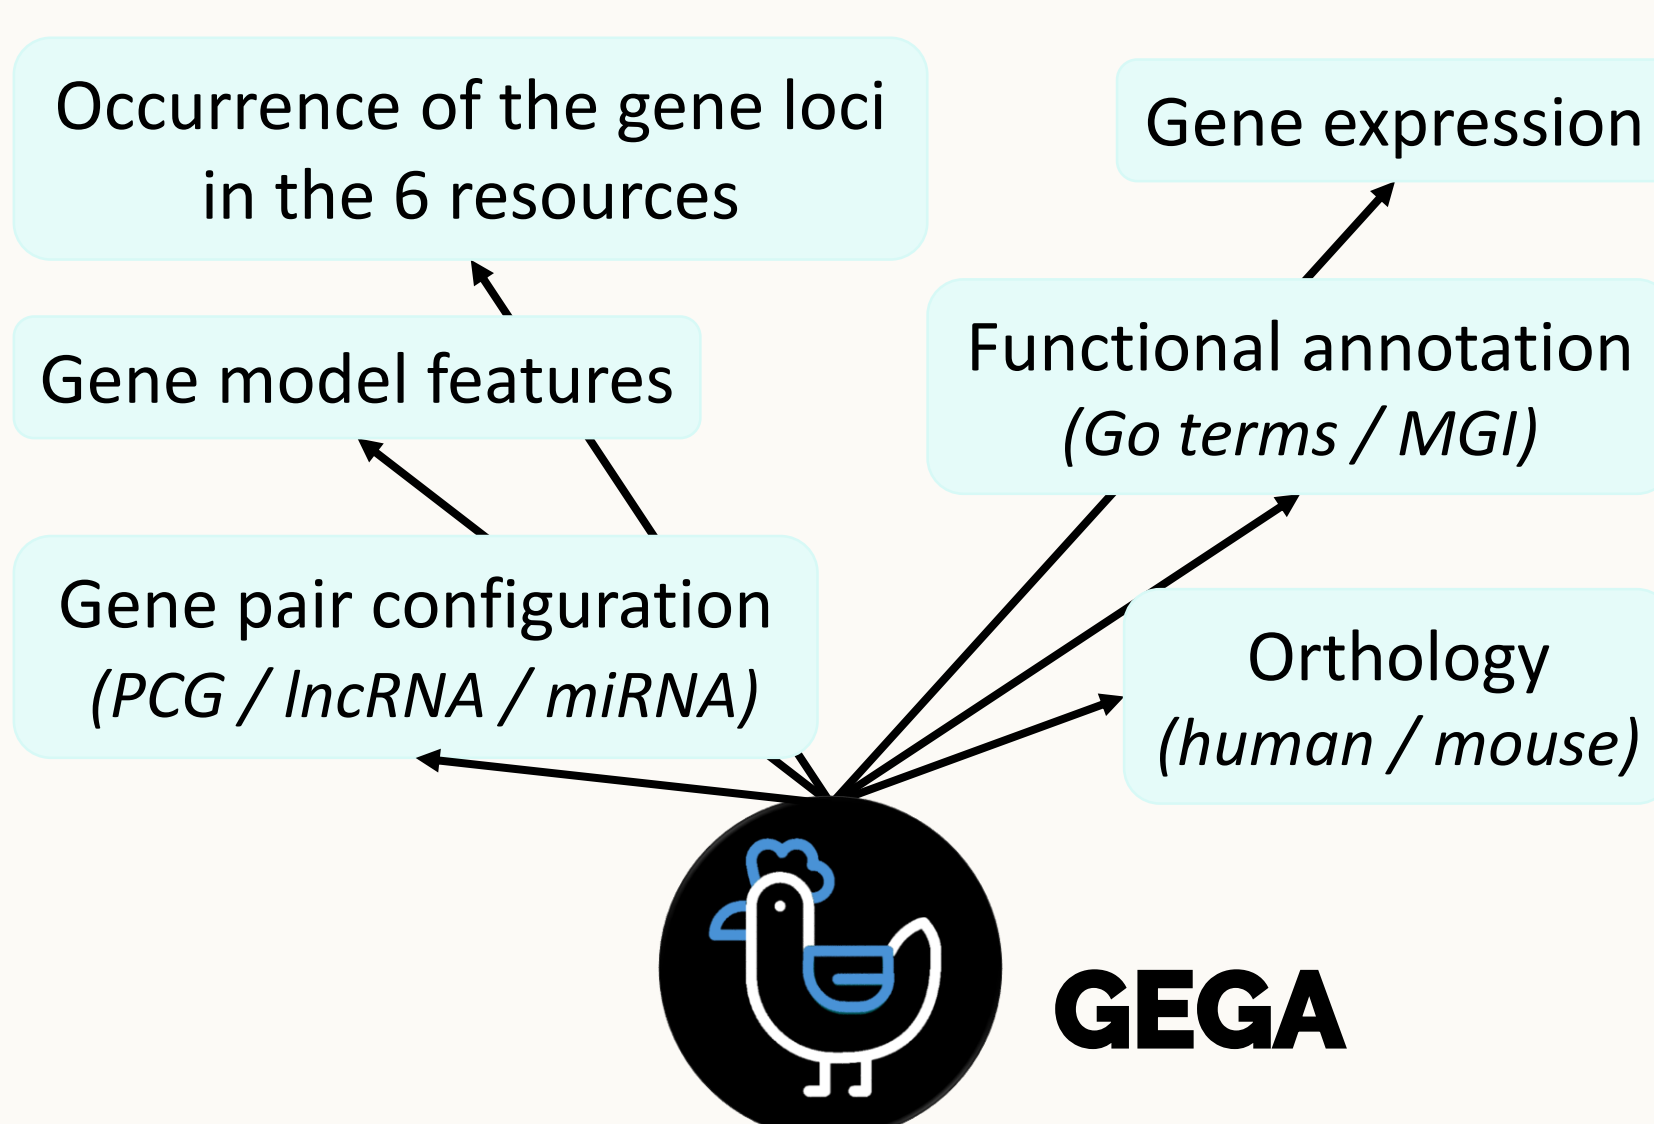 Occurrence of the gene loci
in the 6 resources
Gene model features
Gene pair configuration
(PCG / lncRNA / miRNA)
Gene expression
Functional annotation
(Go terms / MGI)
Orthology
(human / mouse)
GEGA